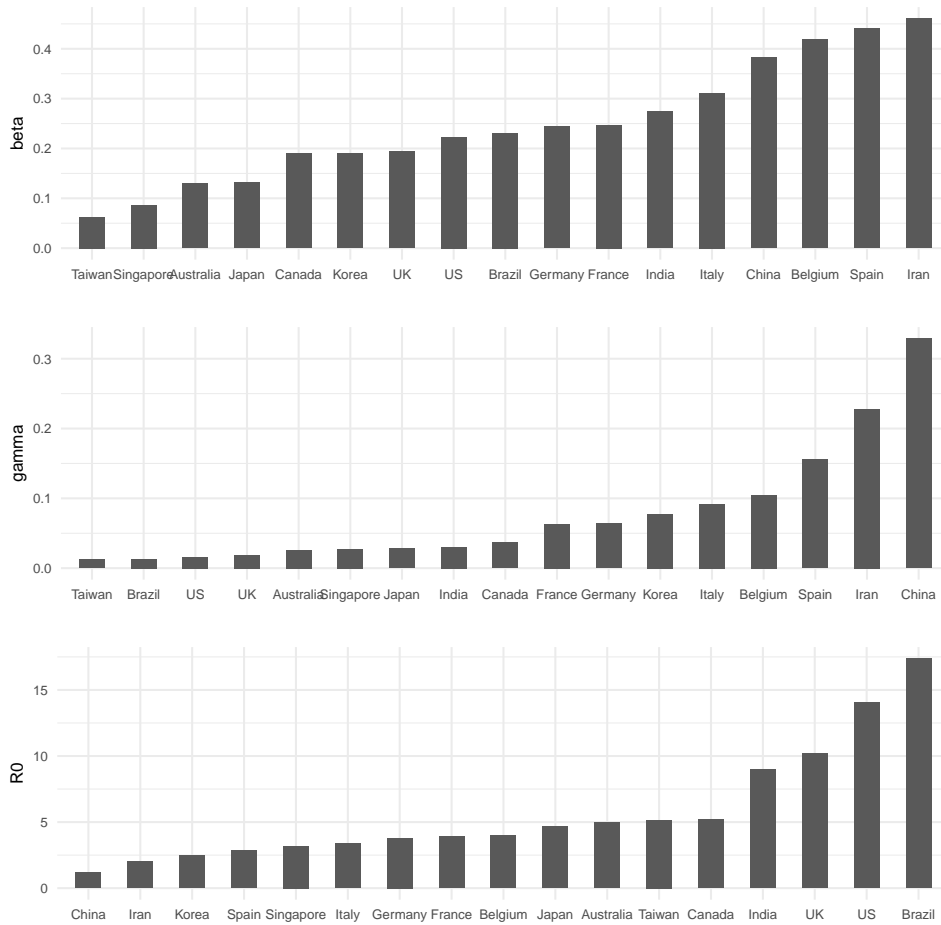 0.4
0.3
0.2
0.1
0.0
beta
Taiwan Singapore Australia Japan Canada Korea UK US Brazil Germany France India Italy China Belgium Spain Iran
0.3
0.2
0.1
0.0
gamma
Taiwan Brazil US UK Australia Singapore Japan India Canada France Germany Korea Italy Belgium Spain Iran China
15
10
5
0
R0
China Iran Korea Spain Singapore Italy Germany France Belgium Japan Australia Taiwan Canada India UK US Brazil